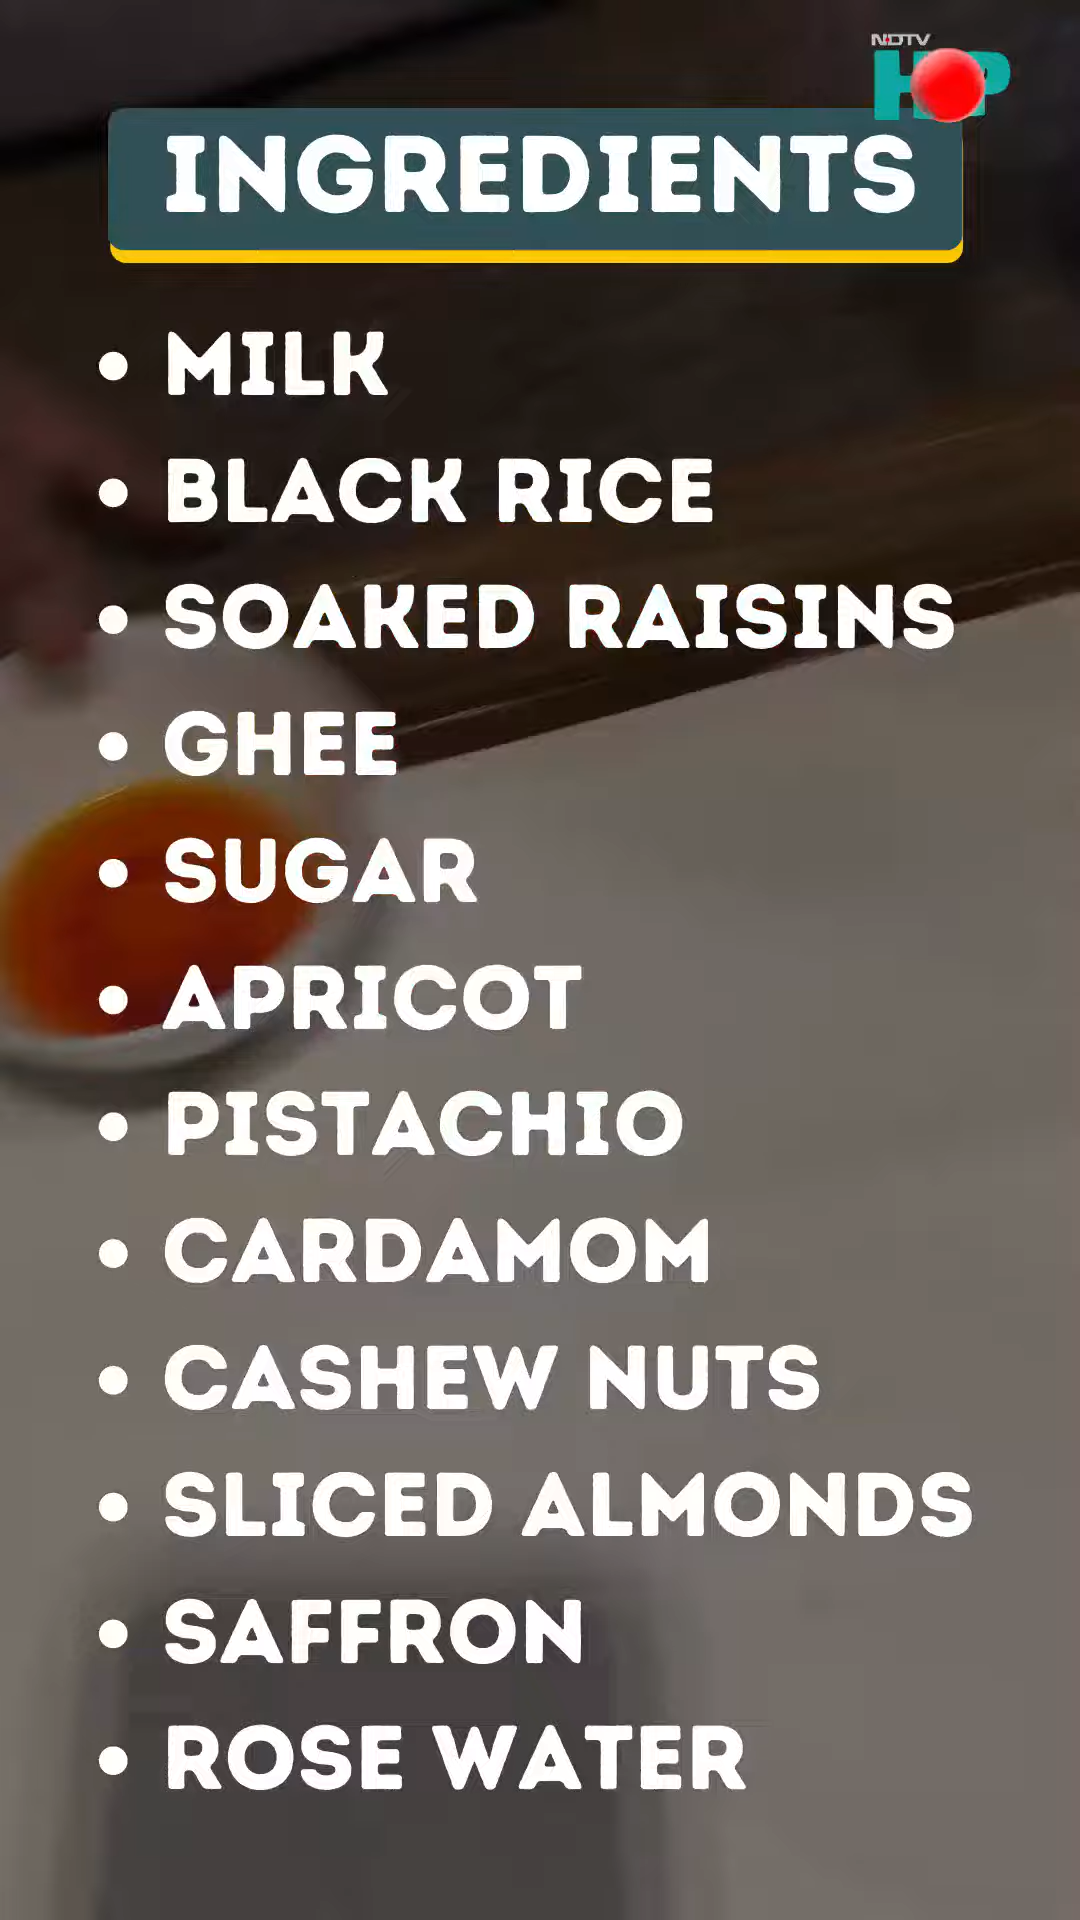 NDTV
HOP
INGREDIENTS
• MILK
• BLACK RICE
• SOAKED RAISINS
• GHEE
• SUGAR
• APRICOT
• PISTACHIO
• CARDAMOM
• CASHEW NUTS
• SLICED ALMONDS
• SAFFRON
• ROSE WATER